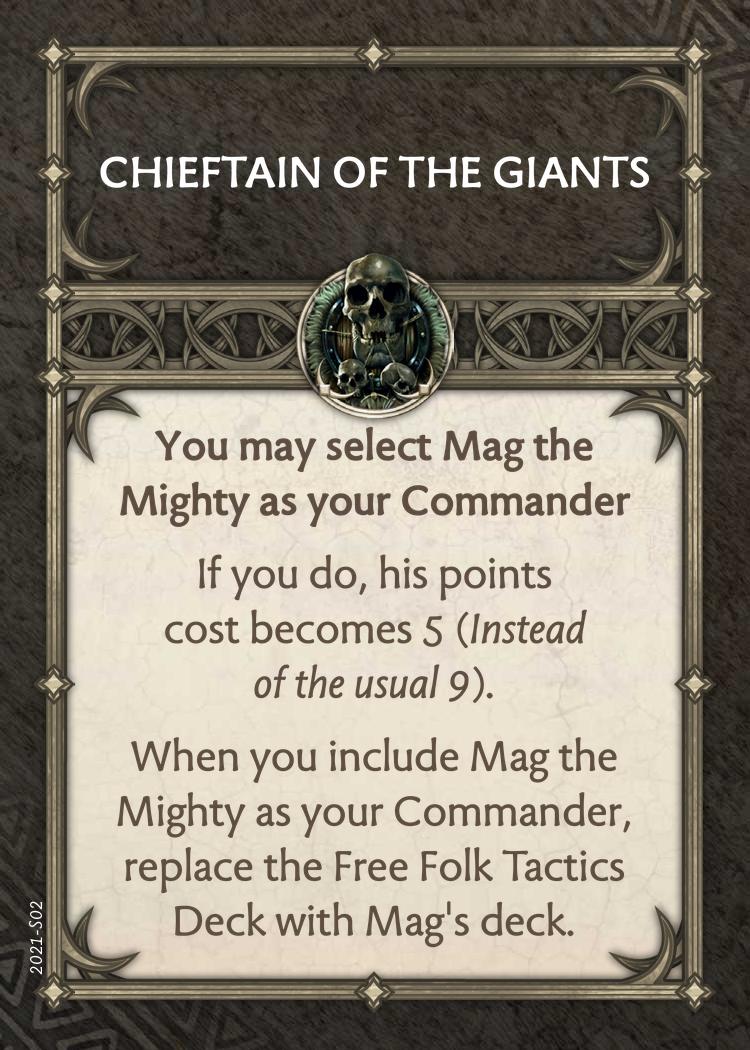 CHIEFTAIN OF THE GIANTS
You may select Mag the
Mighty as your Commander
If you do, his points
cost becomes 5 (Instead
of the usual 9).
When you include Mag the
Mighty as your Commander,
replace the Free Folk Tactics
Deck with Mag's deck.
2021-S02